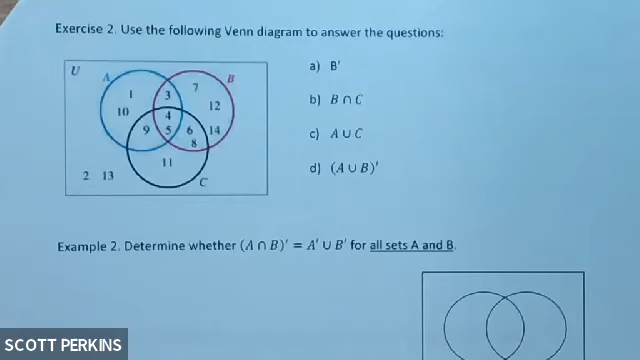 Exercise 2. Use the following Venn diagram to answer the questions:
U
A
B
1
3
7
10
12
4
9
5
6
14
8
11
2 13
C
a) B′
b) B ∩ C
c) A ∪ C
d) (A ∪ B)′
Example 2. Determine whether (A ∩ B)′ = A′ ∪ B′ for all sets A and B.
SCOTT PERKINS